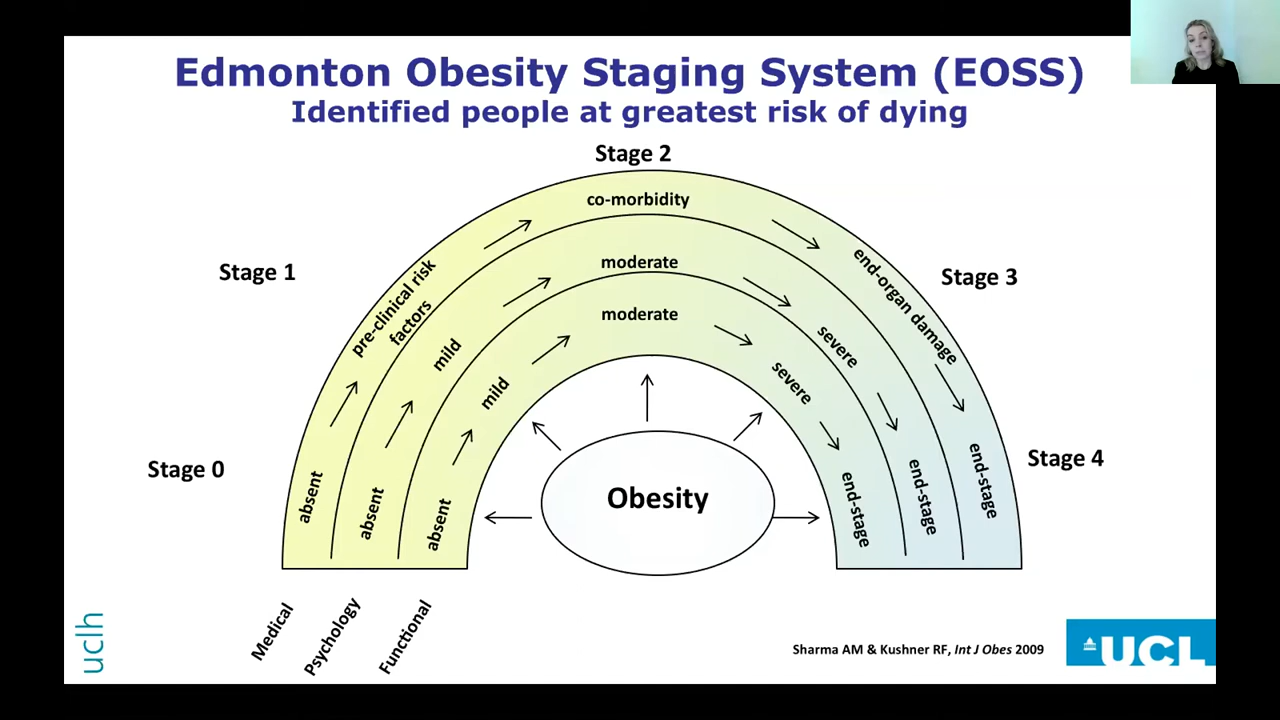 Edmonton Obesity Staging System (EOSS)
Identified people at greatest risk of dying
Stage 2
co-morbidity
Stage 1
pre-clinical risk
factors
moderate
end-organ damage
Stage 3
mild
moderate
severe
mild
severe
Stage 0
absent
absent
absent
Obesity
end-stage
end-stage
end-stage
Stage 4
Medical
Psychology
Functional
uclh
Sharma AM & Kushner RF, Int J Obes 2009
UCL